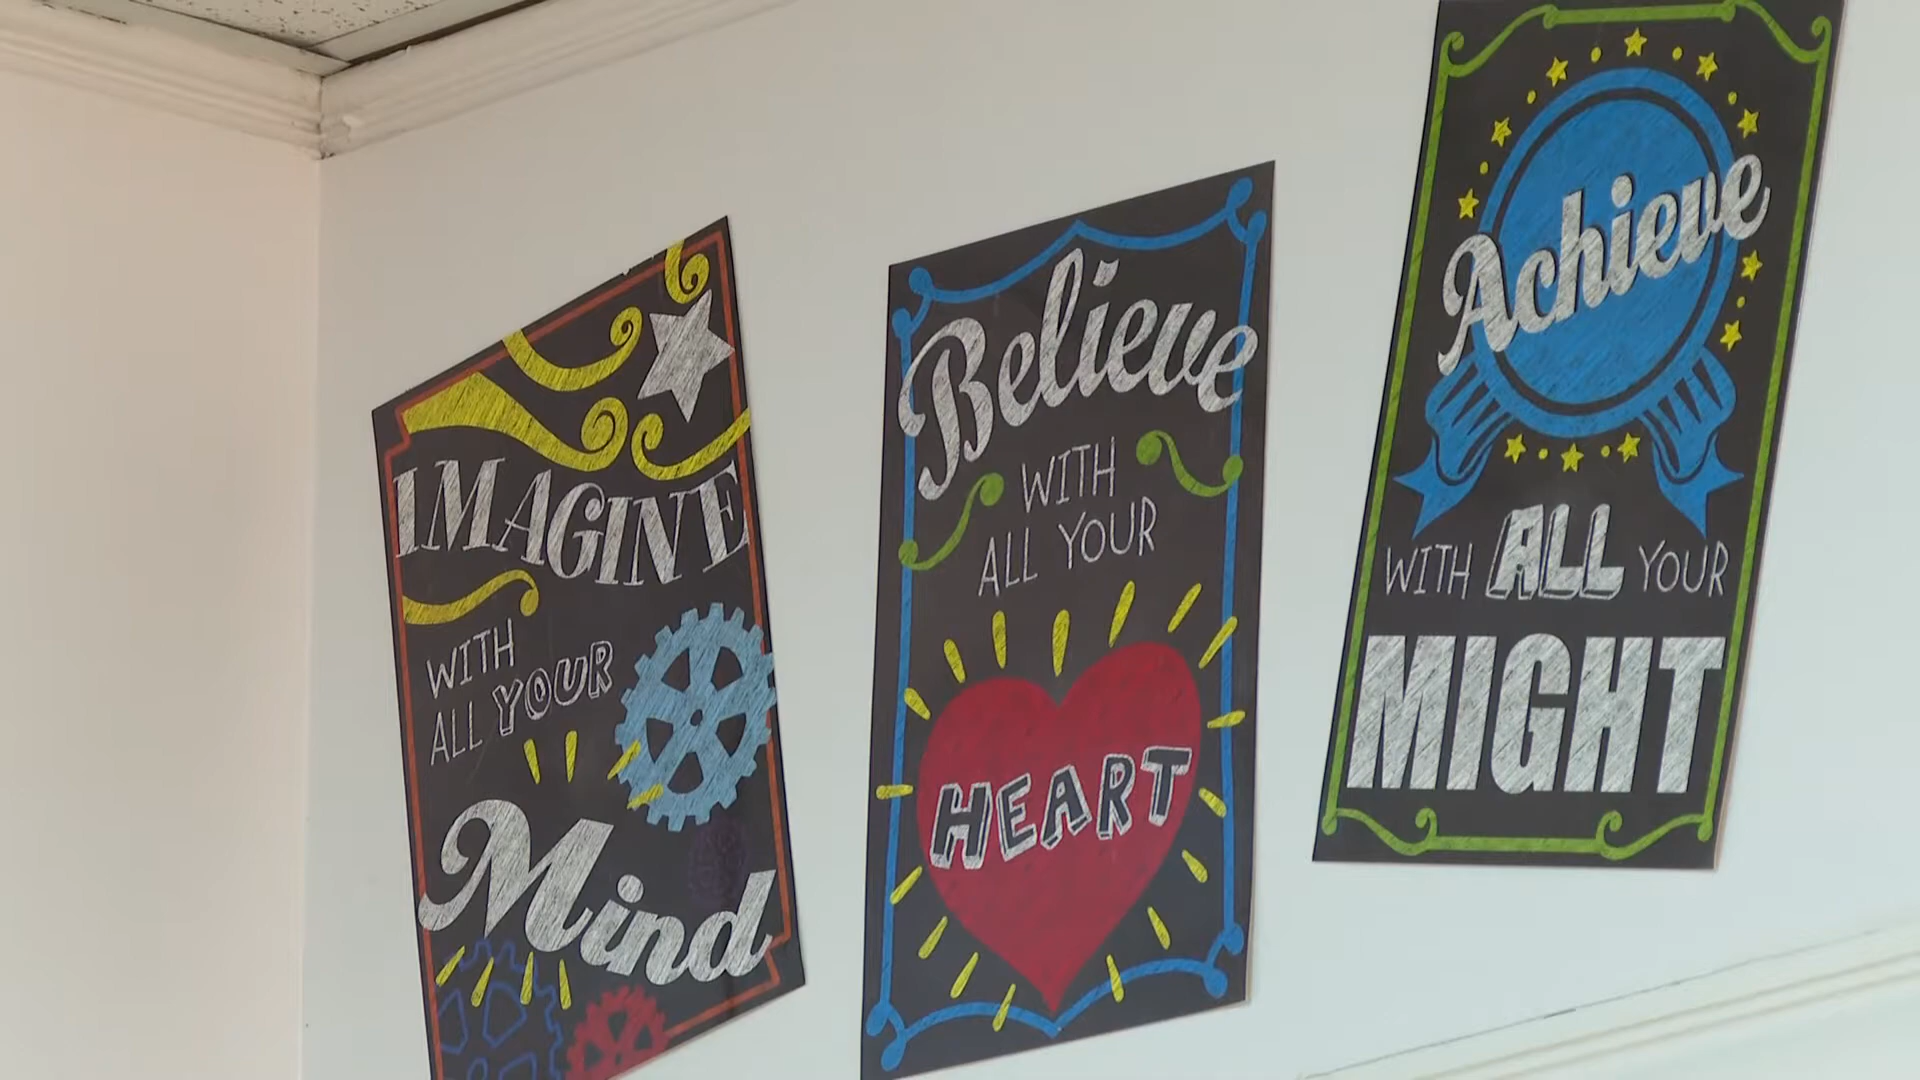 IMAGINE
WITH
ALL YOUR
Mind
Believe
WITH
ALL YOUR
HEART
Achieve
WITH ALL YOUR
MIGHT